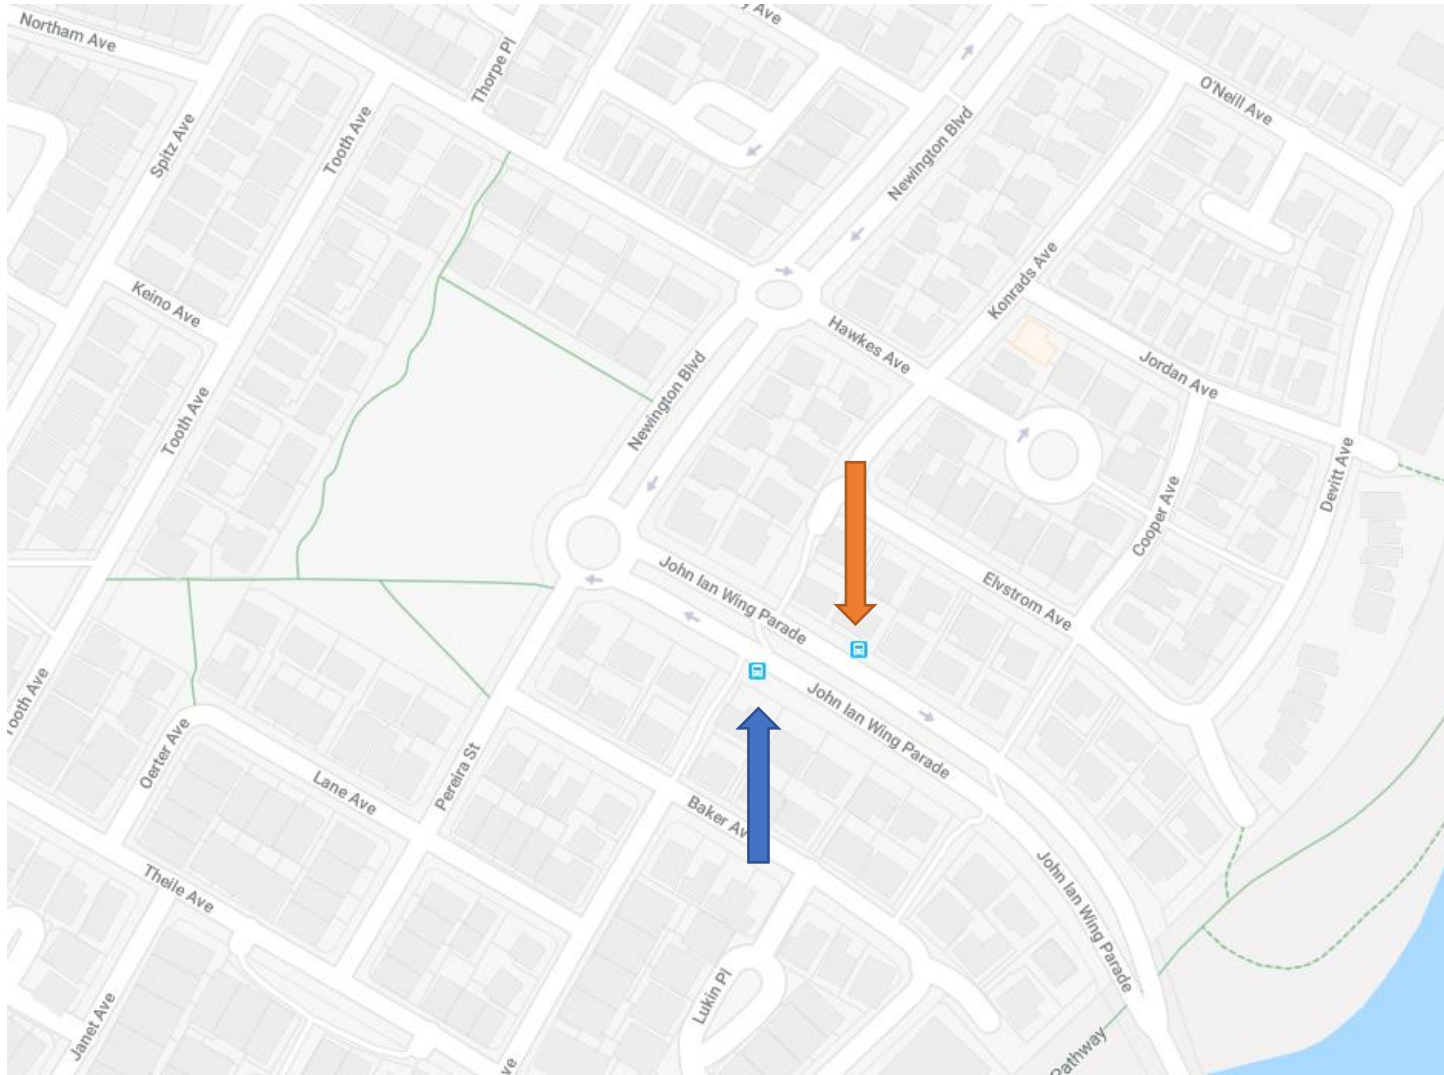 y Ave
Northam Ave
Thorpe Pl
O'Neill Ave
Spitz Ave
Tooth Ave
Newington Blvd
Konrads Ave
Keino Ave
Hawkes Ave
Jordan Ave
Newington Blvd
Tooth Ave
Devitt Ave
Cooper Ave
John Ian Wing Parade
Elvstrom Ave
Tooth Ave
John Ian Wing Parade
Oerter Ave
Pereira St
Lane Ave
Baker Av
Theile Ave
John Ian Wing Parade
Lukin Pl
Janet Ave
ve
Pathway